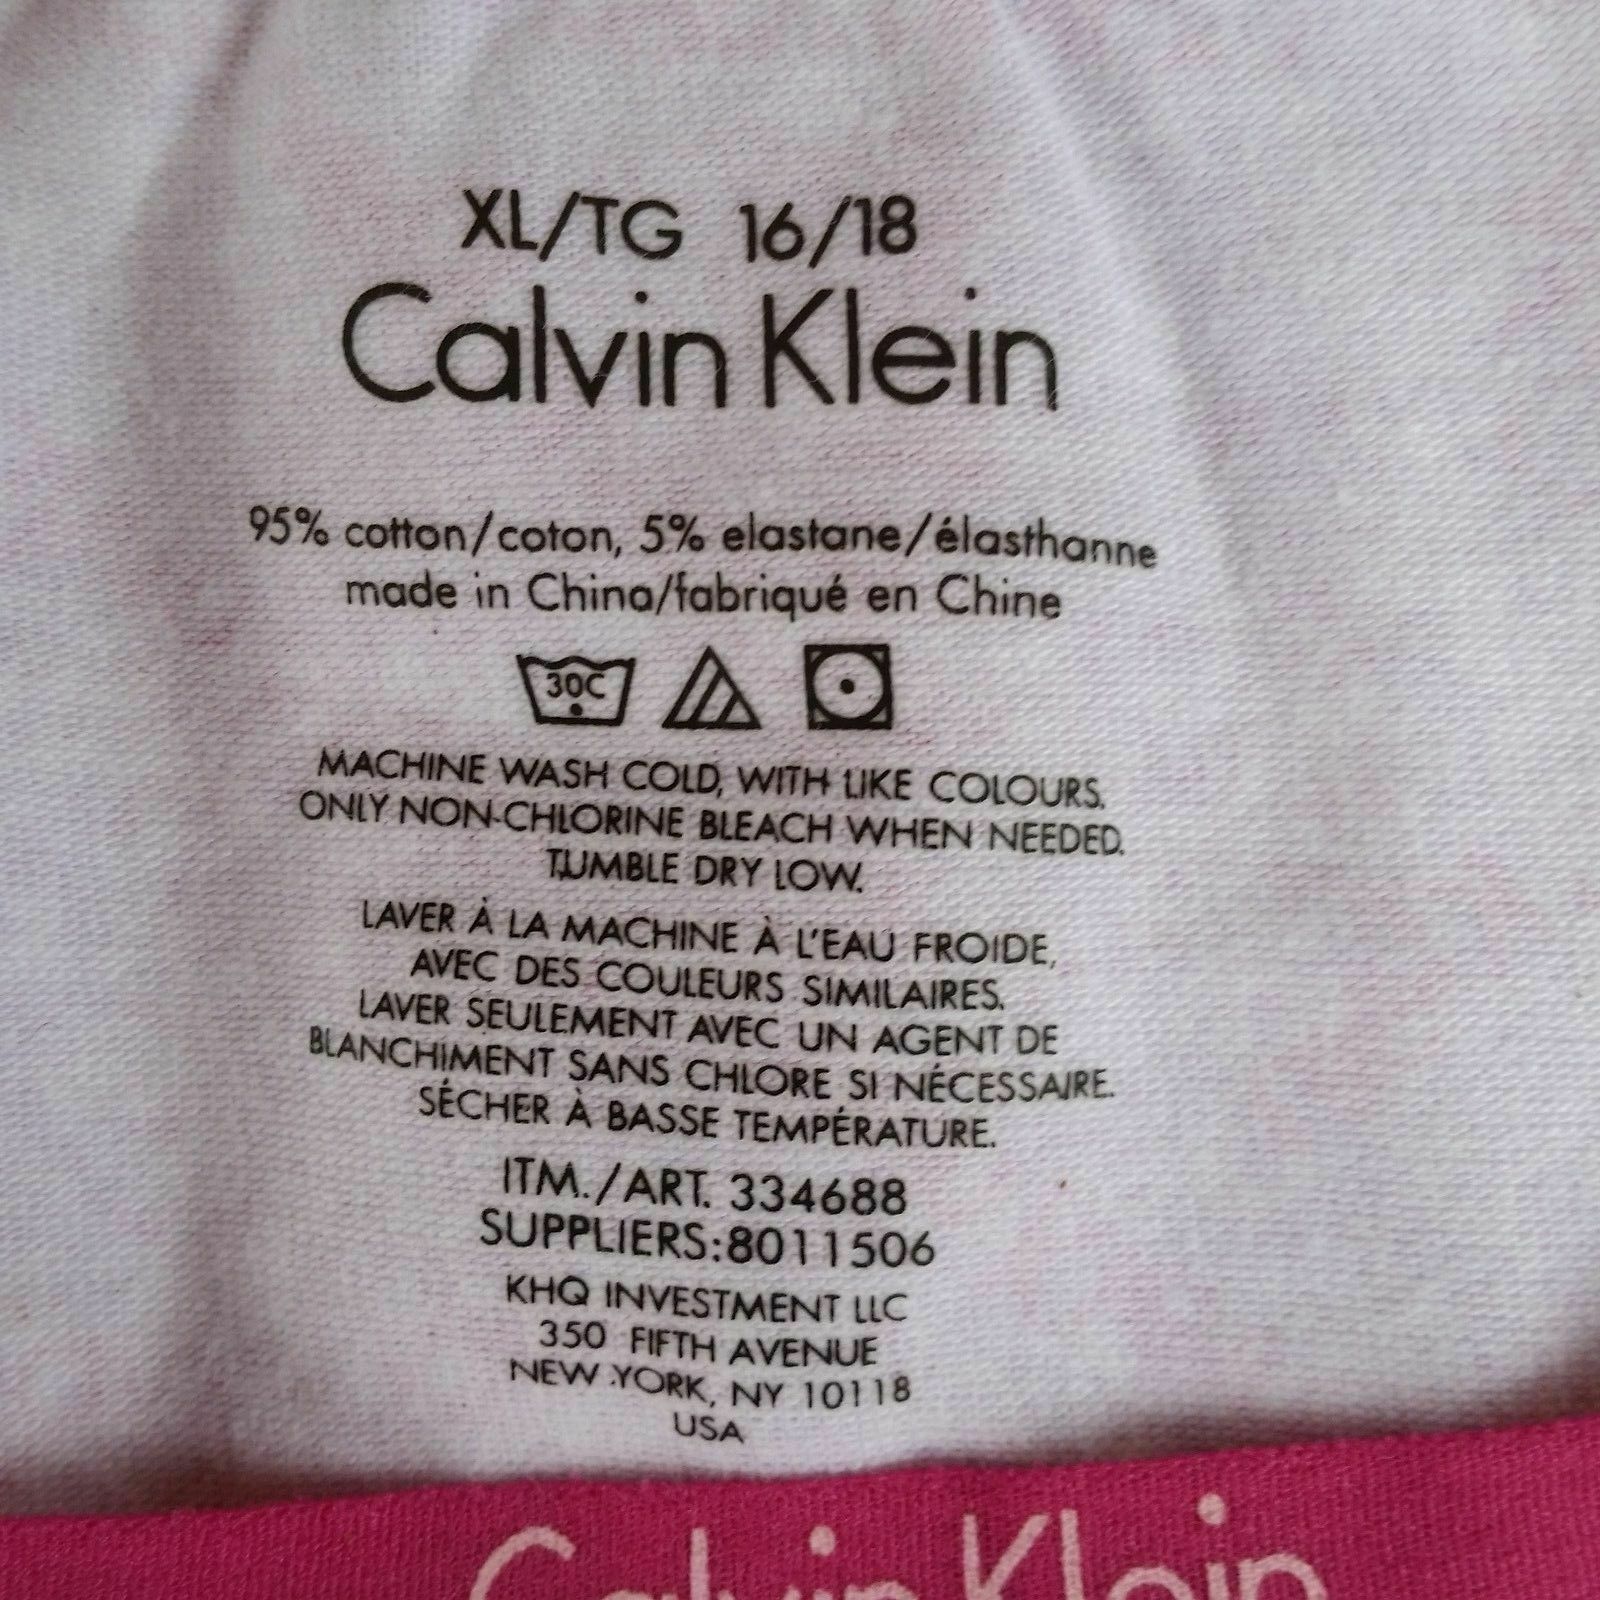 XL/TG 16/18
Calvin Klein
95% cotton/coton, 5% elastane/élasthanne
made in China/fabriqué en Chine
30C
MACHINE WASH COLD, WITH LIKE COLOURS.
ONLY NON-CHLORINE BLEACH WHEN NEEDED.
TUMBLE DRY LOW.
LAVER À LA MACHINE À L'EAU FROIDE,
AVEC DES COULEURS SIMILAIRES.
LAVER SEULEMENT AVEC UN AGENT DE
BLANCHIMENT SANS CHLORE SI NÉCESSAIRE.
SÉCHER À BASSE TEMPÉRATURE.
ITM./ART. 334688
SUPPLIERS:8011506
KHQ INVESTMENT LLC
350 FIFTH AVENUE
NEW YORK, NY 10118
USA
Calvin Klein